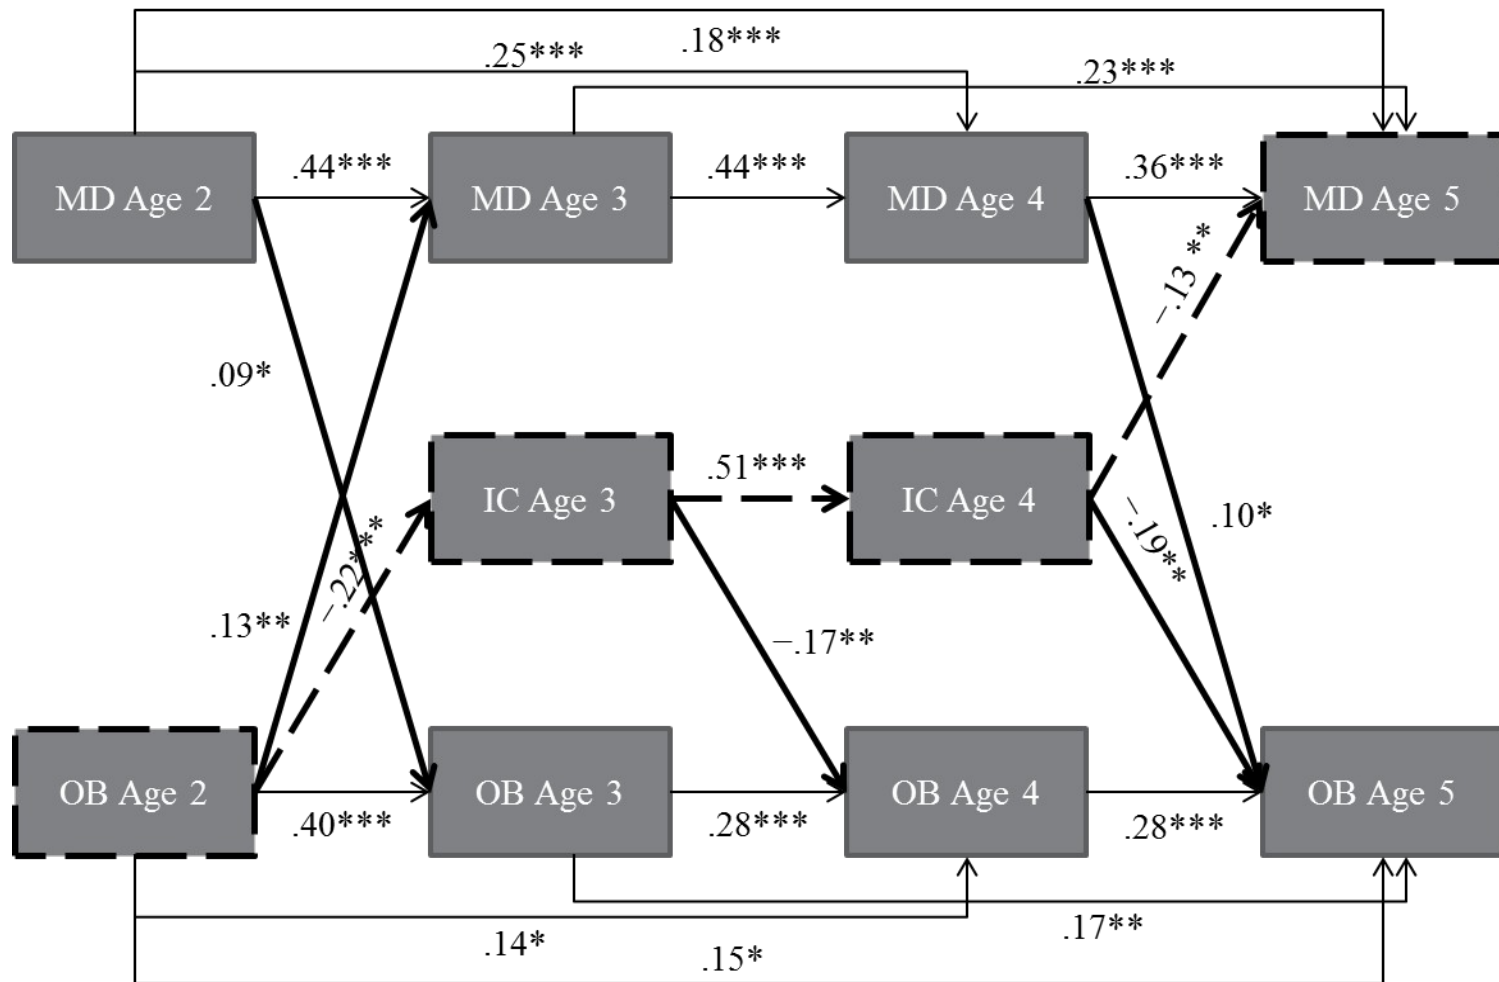 .18***
.25***
.23***
MD Age 2
.44***
MD Age 3
.44***
MD Age 4
.36***
MD Age 5
−.13**
.09*
IC Age 3
.51***
IC Age 4
.10*
−.19**
−.22***
.13**
−.17**
OB Age 2
.40***
OB Age 3
.28***
OB Age 4
.28***
OB Age 5
.14*
.15*
.17**